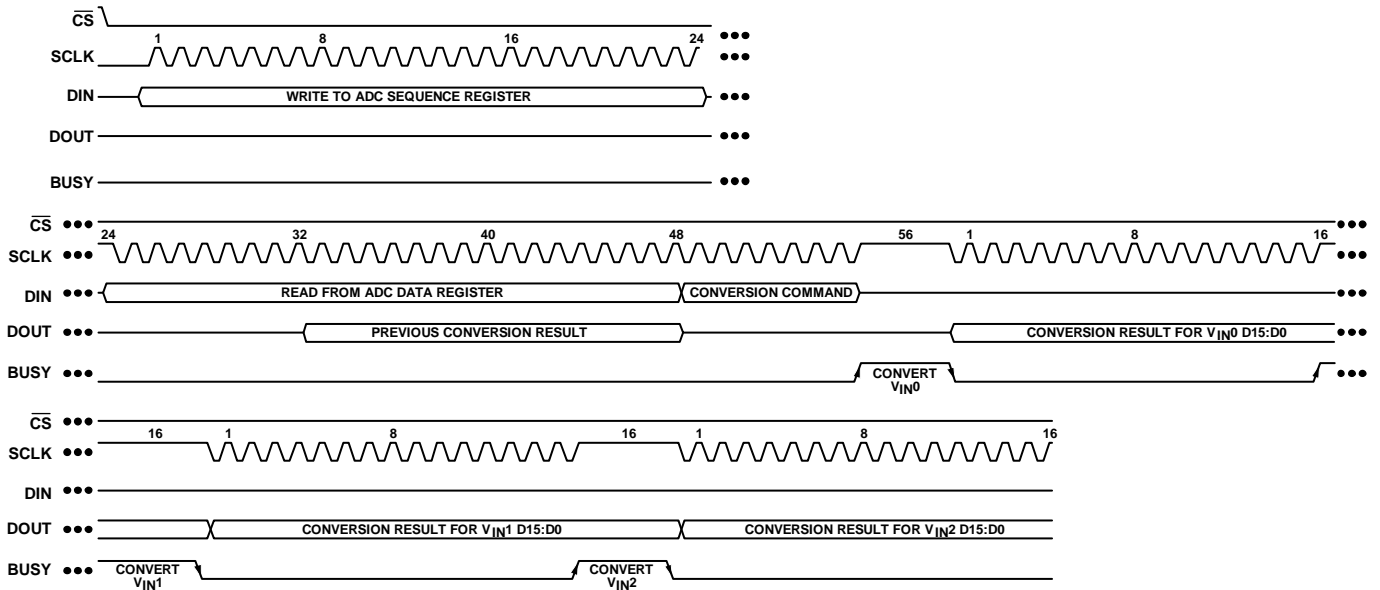 CS
1 8 16 24
SCLK
DIN WRITE TO ADC SEQUENCE REGISTER
DOUT
BUSY
CS
24 32 40 48 56 1 8 16
SCLK
DIN READ FROM ADC DATA REGISTER CONVERSION COMMAND
DOUT PREVIOUS CONVERSION RESULT CONVERSION RESULT FOR VIN0 D15:D0
BUSY CONVERT
VIN0
CS
16 1 8 16 1 8 16
SCLK
DIN
DOUT CONVERSION RESULT FOR VIN1 D15:D0 CONVERSION RESULT FOR VIN2 D15:D0
BUSY CONVERT CONVERT
VIN1 VIN2